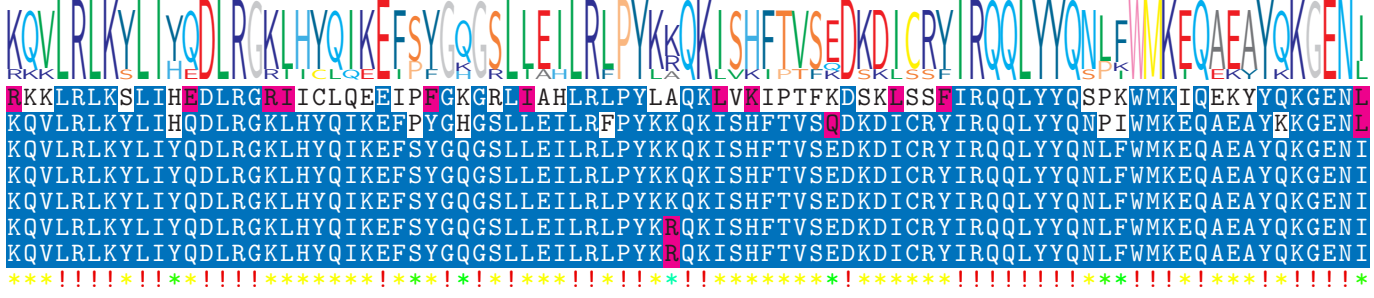 KQVLRLKYLIYQDLRGKLHYQIKEFSYGQGSLLEILRLPYKKQKISHFTVSEDKDICRYIRQQLYYQNLFWMKEQAEAYQKGENI
RKKLRLKSLIHEDLRGRIICLQEEIPFGKGRLIAHLRLPYLAQKLVKIPTFKDSKLSSFIRQQLYYQSPKWMKIQEKYYQKGENL
KQVLRLKYLIHQDLRGKLHYQIKEFPYGHGSLLEILRFPYKKQKISHFTVSQDKDICRYIRQQLYYQNPIWMKEQAEAYKKGENL
KQVLRLKYLIYQDLRGKLHYQIKEFSYGQGSLLEILRLPYKKQKISHFTVSEDKDICRYIRQQLYYQNLFWMKEQAEAYQKGENI
KQVLRLKYLIYQDLRGKLHYQIKEFSYGQGSLLEILRLPYKKQKISHFTVSEDKDICRYIRQQLYYQNLFWMKEQAEAYQKGENI
KQVLRLKYLIYQDLRGKLHYQIKEFSYGQGSLLEILRLPYKKQKISHFTVSEDKDICRYIRQQLYYQNLFWMKEQAEAYQKGENI
KQVLRLKYLIYQDLRGKLHYQIKEFSYGQGSLLEILRLPYKRQKISHFTVSEDKDICRYIRQQLYYQNLFWMKEQAEAYQKGENI
KQVLRLKYLIYQDLRGKLHYQIKEFSYGQGSLLEILRLPYKRQKISHFTVSEDKDICRYIRQQLYYQNLFWMKEQAEAYQKGENI
***!!!!*!!**!!!!*******!***!*!*!***!!*!!**!!********!******!!!!!!!!***!!!*!***!*!!!!*